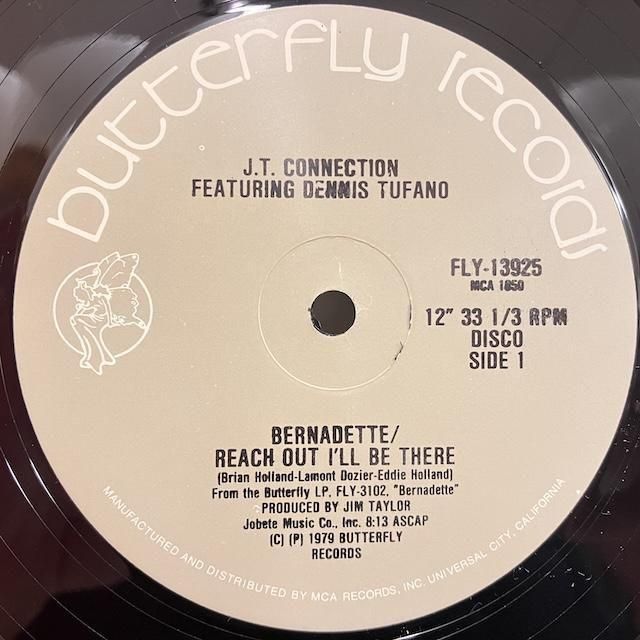 butterfly records
J.T. CONNECTION
FEATURING DENNIS TUFANO
FLY-13925
MCA 1850
12" 33 1/3 RPM
DISCO
SIDE 1
BERNADETTE/
REACH OUT I'LL BE THERE
(Brian Holland-Lamont Dozier-Eddie Holland)
From the Butterfly LP, FLY-3102, "Bernadette"
PRODUCED BY JIM TAYLOR
Jobete Music Co., Inc. 8:13 ASCAP
(C) (P) 1979 BUTTERFLY
RECORDS
MANUFACTURED AND DISTRIBUTED BY MCA RECORDS, INC. UNIVERSAL CITY, CALIFORNIA